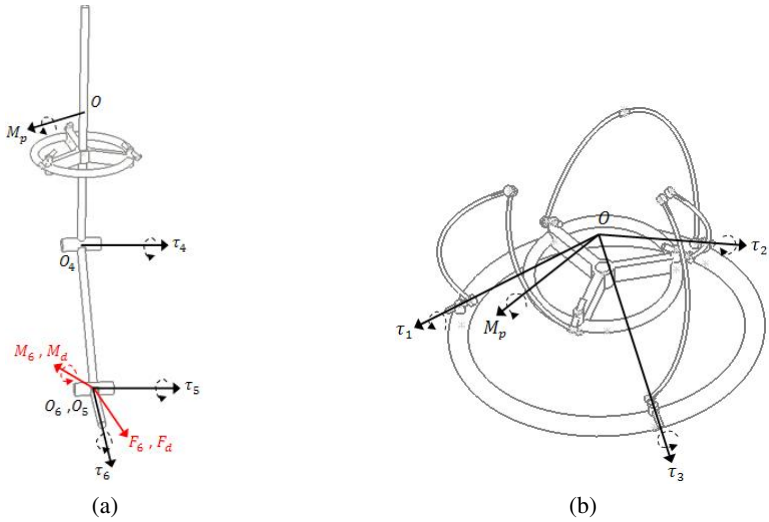 O
M_p
τ_4
O_4
M_6 , M_d
τ_5
O_6 ,O_5
F_6 , F_d
τ_6
(a)
O
τ_2
τ_1
M_p
τ_3
(b)